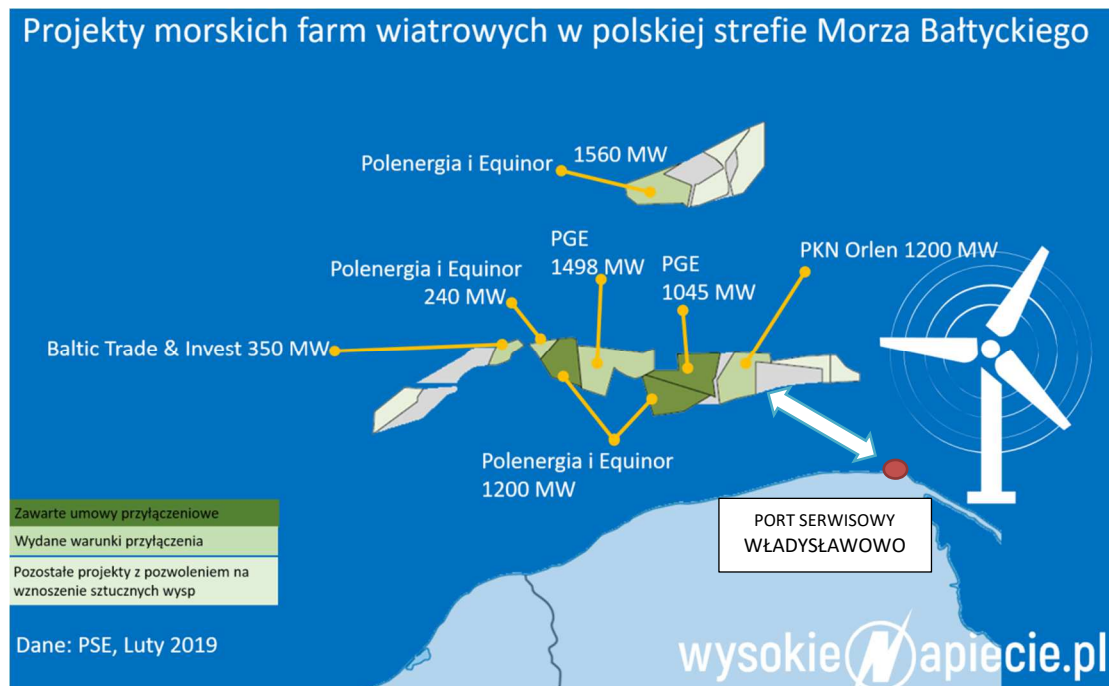 Projekty morskich farm wiatrowych w polskiej strefie Morza Bałtyckiego
Polenergia i Equinor
1560 MW
PGE
1498 MW
PGE
1045 MW
PKN Orlen 1200 MW
Polenergia i Equinor
240 MW
Baltic Trade & Invest 350 MW
Polenergia i Equinor
1200 MW
PORT SERWISOWY
WŁADYSŁAWOWO
Zawarte umowy przyłączeniowe
Wydane warunki przyłączenia
Pozostałe projekty z pozwoleniem na
wznoszenie sztucznych wysp
Dane: PSE, Luty 2019
wysokieNapiecie.pl